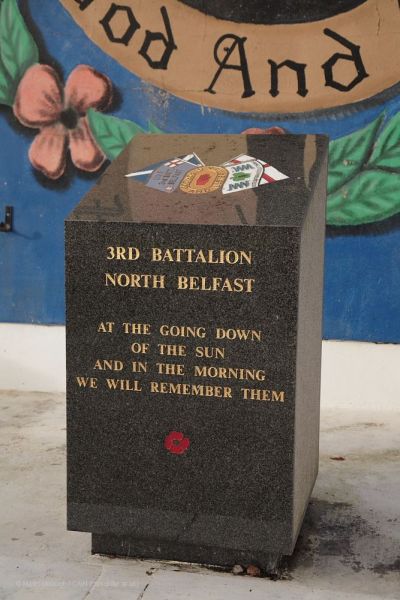 ood And
3RD BATTALION
NORTH BELFAST
AT THE GOING DOWN
OF THE SUN
AND IN THE MORNING
WE WILL REMEMBER THEM